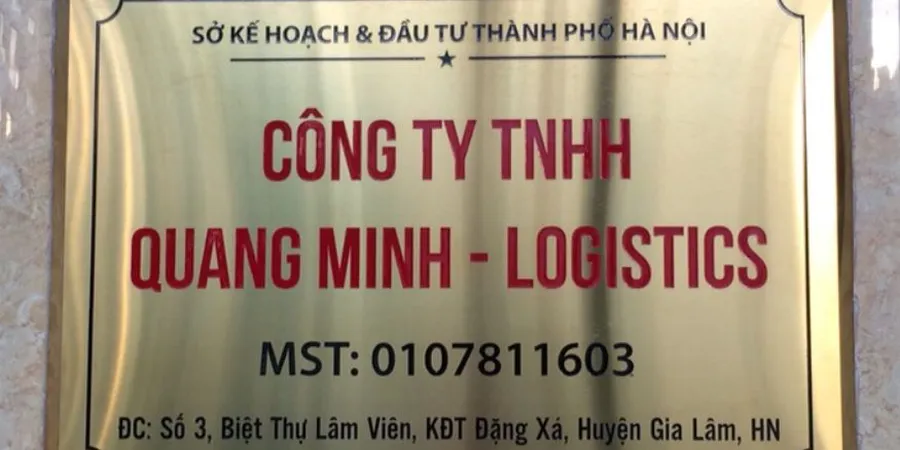 SỞ KẾ HOẠCH & ĐẦU TƯ THÀNH PHỐ HÀ NỘI
CÔNG TY TNHH
QUANG MINH - LOGISTICS
MST: 0107811603
ĐC: Số 3, Biệt Thự Lâm Viên, KĐT Đặng Xá, Huyện Gia Lâm, HN